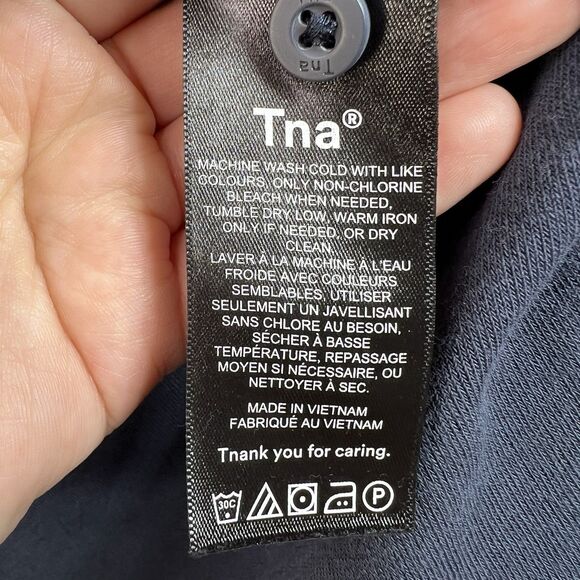 Tna
Tna®
MACHINE WASH COLD WITH LIKE
COLOURS, ONLY NON-CHLORINE
BLEACH WHEN NEEDED,
TUMBLE DRY LOW, WARM IRON
ONLY IF NEEDED, OR DRY
CLEAN.
LAVER À LA MACHINE À L'EAU
FROIDE AVEC COULEURS
SEMBLABLES, UTILISER
SEULEMENT UN JAVELLISANT
SANS CHLORE AU BESOIN,
SÉCHER À BASSE
TEMPÉRATURE, REPASSAGE
MOYEN SI NÉCESSAIRE, OU
NETTOYER À SEC.
MADE IN VIETNAM
FABRIQUÉ AU VIETNAM
Tnank you for caring.
30C P